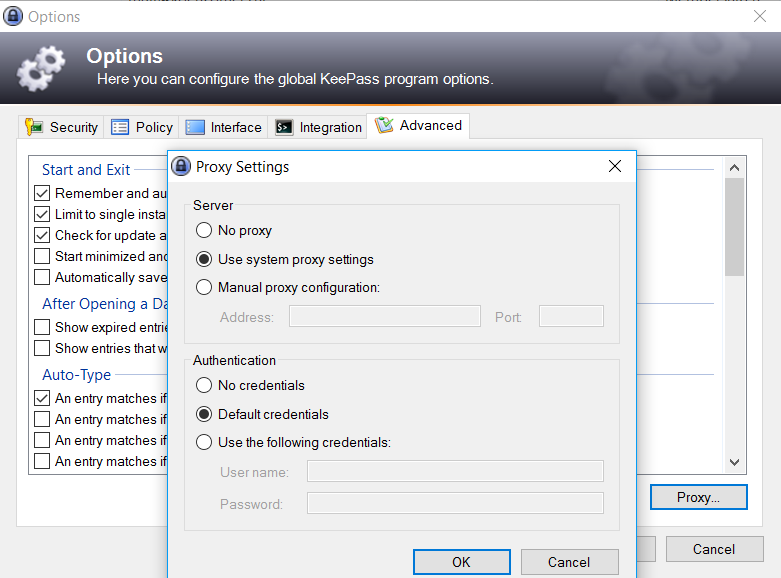 Options
Options
Here you can configure the global KeePass program options.
Security
Policy
Interface
Integration
Advanced
Start and Exit
Remember and au
Limit to single insta
Check for update a
Start minimized and
Automatically save
After Opening a Da
Show expired entrie
Show entries that w
Auto-Type
An entry matches if
An entry matches if
An entry matches if
An entry matches if
Proxy Settings
Server
No proxy
Use system proxy settings
Manual proxy configuration:
Address:
Port:
Authentication
No credentials
Default credentials
Use the following credentials:
User name:
Password:
OK
Cancel
Proxy...
Cancel